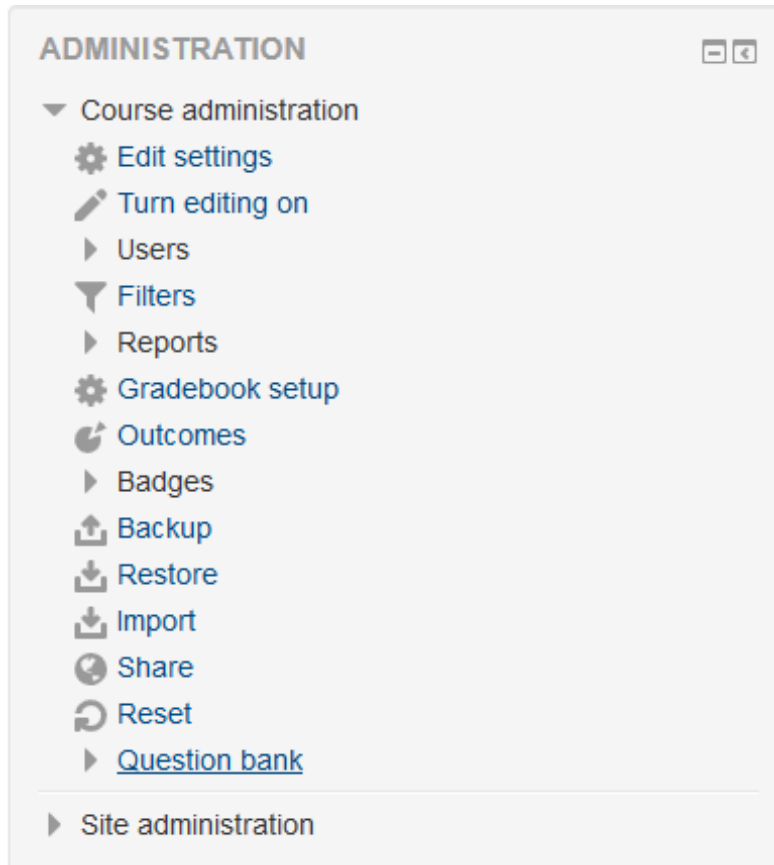 ADMINISTRATION
Course administration
Edit settings
Turn editing on
Users
Filters
Reports
Gradebook setup
Outcomes
Badges
Backup
Restore
Import
Share
Reset
Question bank
Site administration